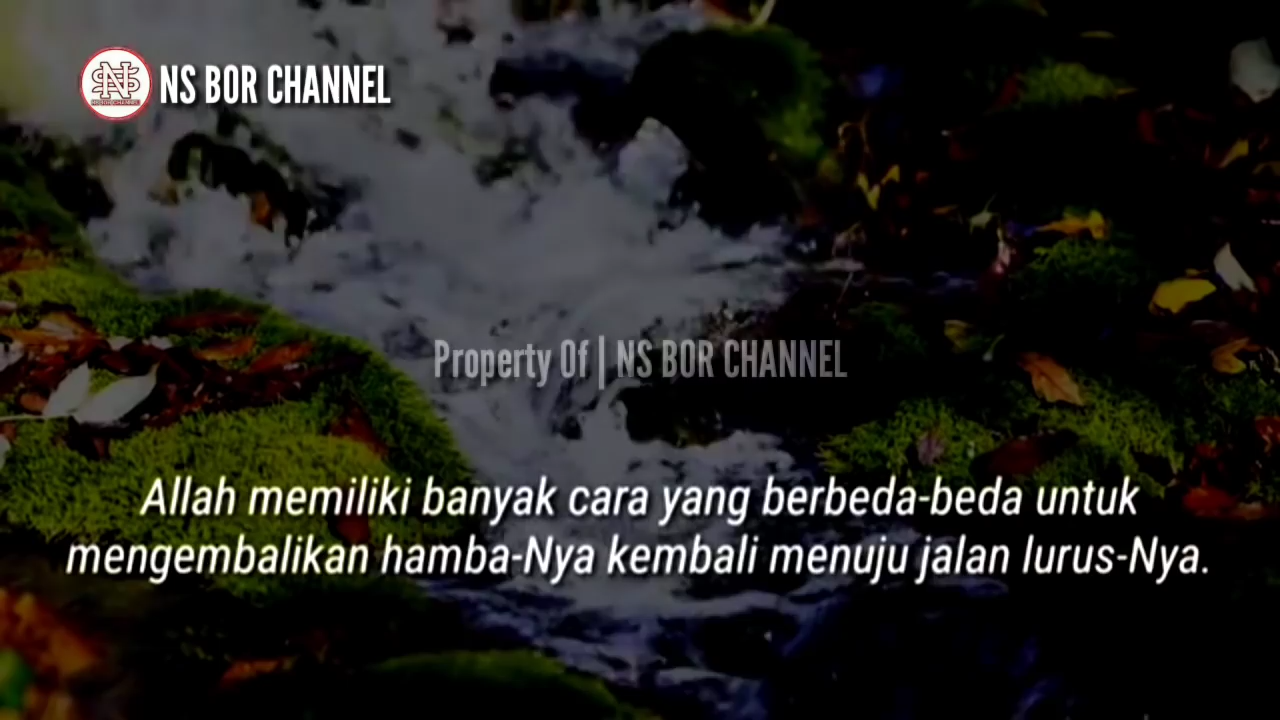 NS BOR CHANNEL
Property Of | NS BOR CHANNEL
Allah memiliki banyak cara yang berbeda-beda untuk
mengembalikan hamba-Nya kembali menuju jalan lurus-Nya.